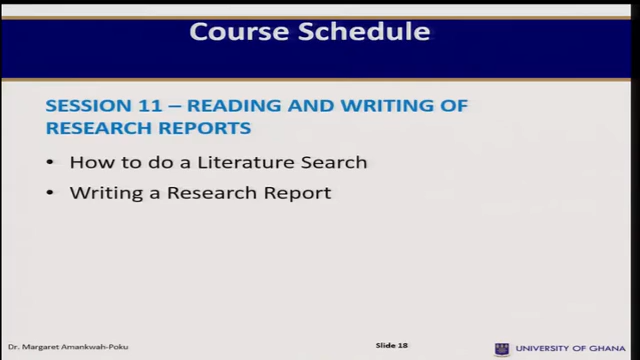 Course Schedule
SESSION 11 – READING AND WRITING OF
RESEARCH REPORTS
• How to do a Literature Search
• Writing a Research Report
Dr. Margaret Amankwah-Poku
Slide 18
UNIVERSITY OF GHANA